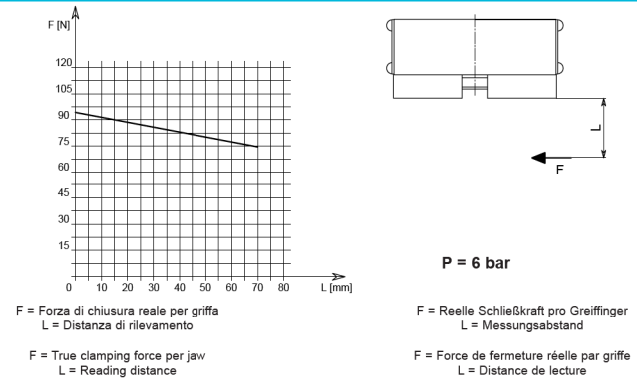 F [N]
120
105
90
75
60
45
30
15
0 10 20 30 40 50 60 70 80 L [mm]
L
F
P = 6 bar
F = Forza di chiusura reale per griffa
L = Distanza di rilevamento
F = True clamping force per jaw
L = Reading distance
F = Reelle Schließkraft pro Greiffinger
L = Messungsabstand
F = Force de fermeture réelle par griffe
L = Distance de lecture